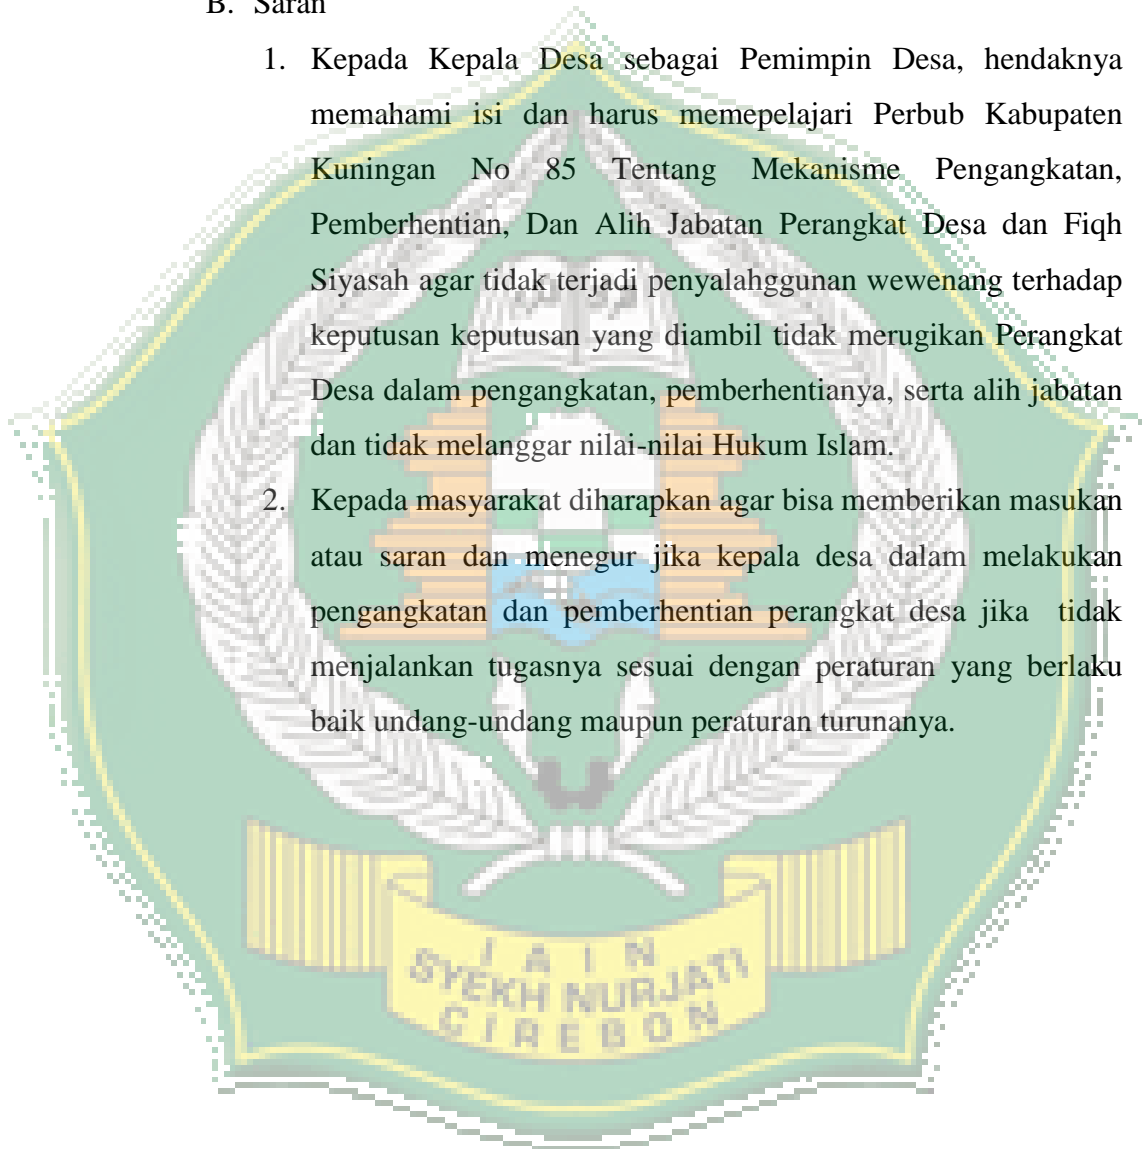 B. Saran
1. Kepada Kepala Desa sebagai Pemimpin Desa, hendaknya
memahami isi dan harus memepelajari Perbub Kabupaten
Kuningan No 85 Tentang Mekanisme Pengangkatan,
Pemberhentian, Dan Alih Jabatan Perangkat Desa dan Fiqh
Siyasah agar tidak terjadi penyalahggunan wewenang terhadap
keputusan keputusan yang diambil tidak merugikan Perangkat
Desa dalam pengangkatan, pemberhentianya, serta alih jabatan
dan tidak melanggar nilai-nilai Hukum Islam.
2. Kepada masyarakat diharapkan agar bisa memberikan masukan
atau saran dan menegur jika kepala desa dalam melakukan
pengangkatan dan pemberhentian perangkat desa jika tidak
menjalankan tugasnya sesuai dengan peraturan yang berlaku
baik undang-undang maupun peraturan turunanya.
IAIN
SYEKH NURJATI
CIREBON